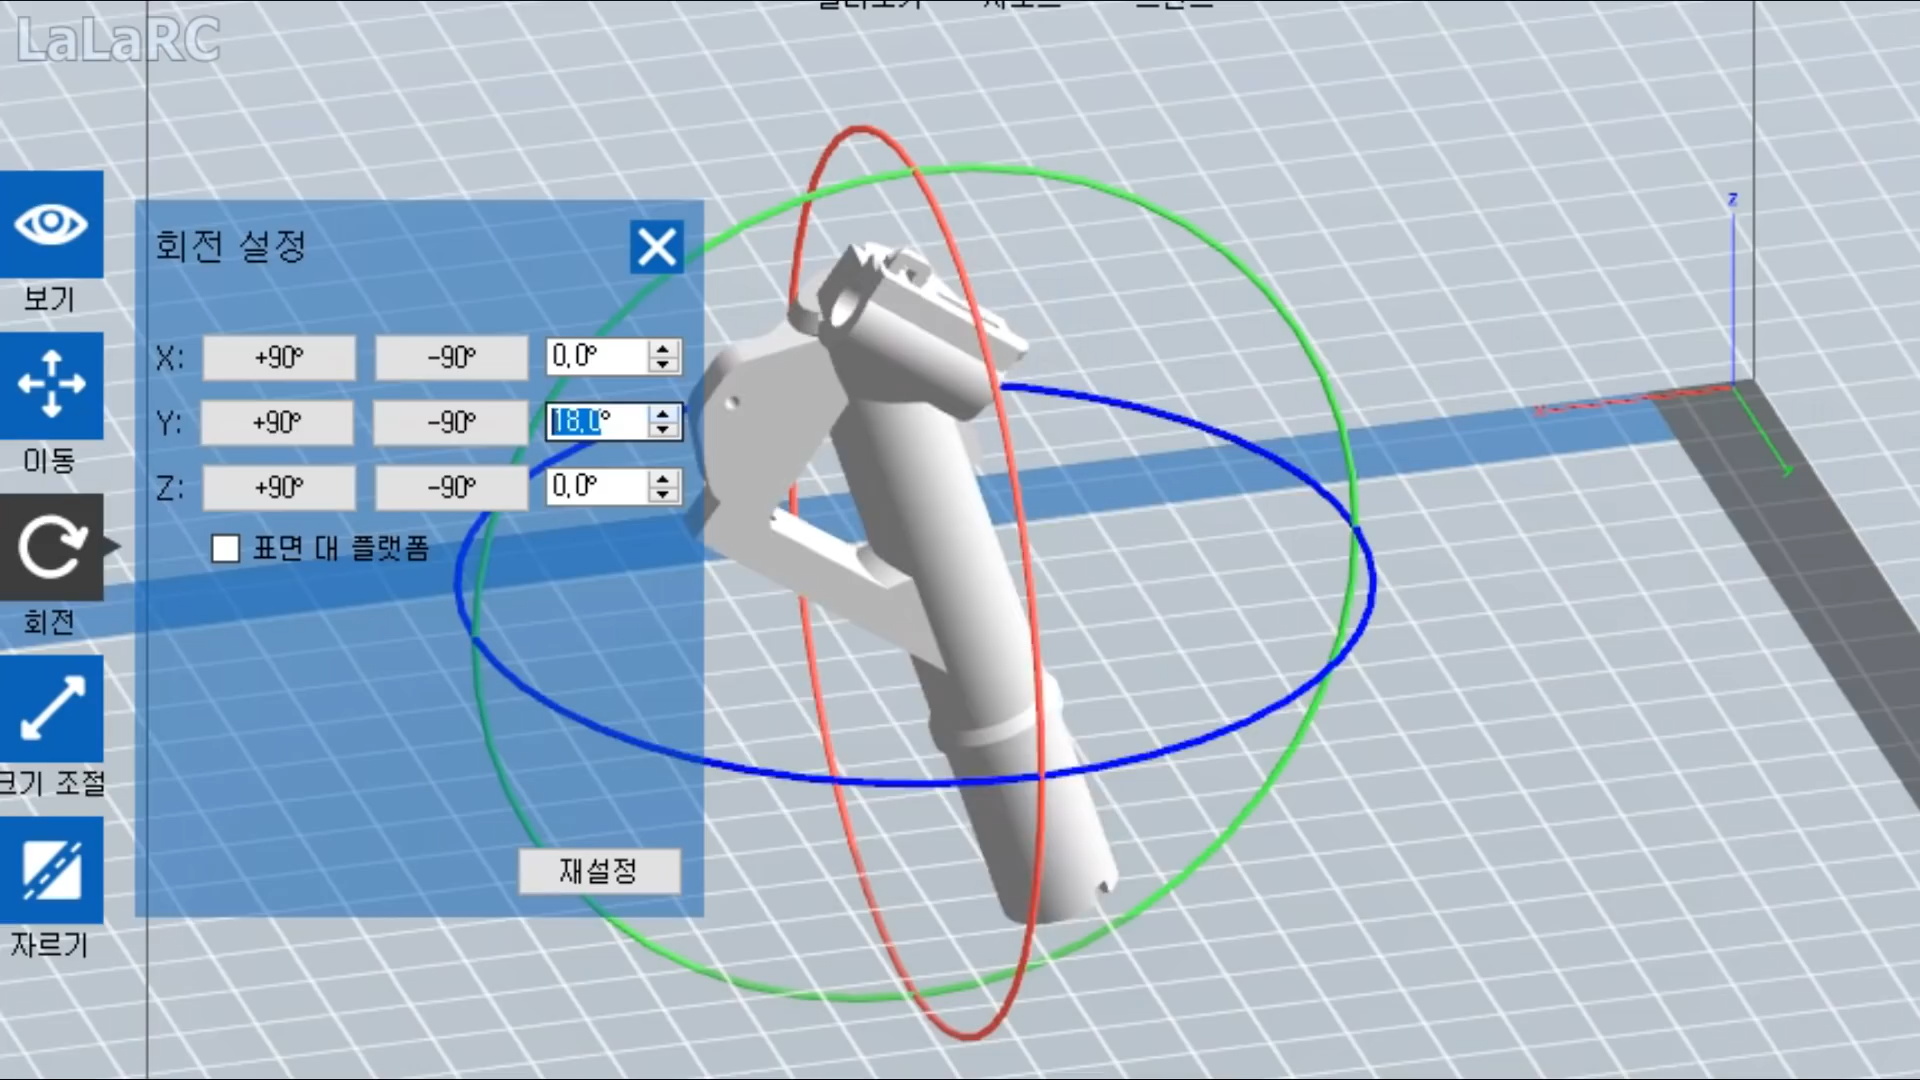 LaLaRC
Z
보기
이동
회전
크기 조절
자르기
회전 설정
X: +90° -90° 0,0°
Y: +90° -90° 18,0°
Z: +90° -90° 0,0°
표면 대 플랫폼
재설정